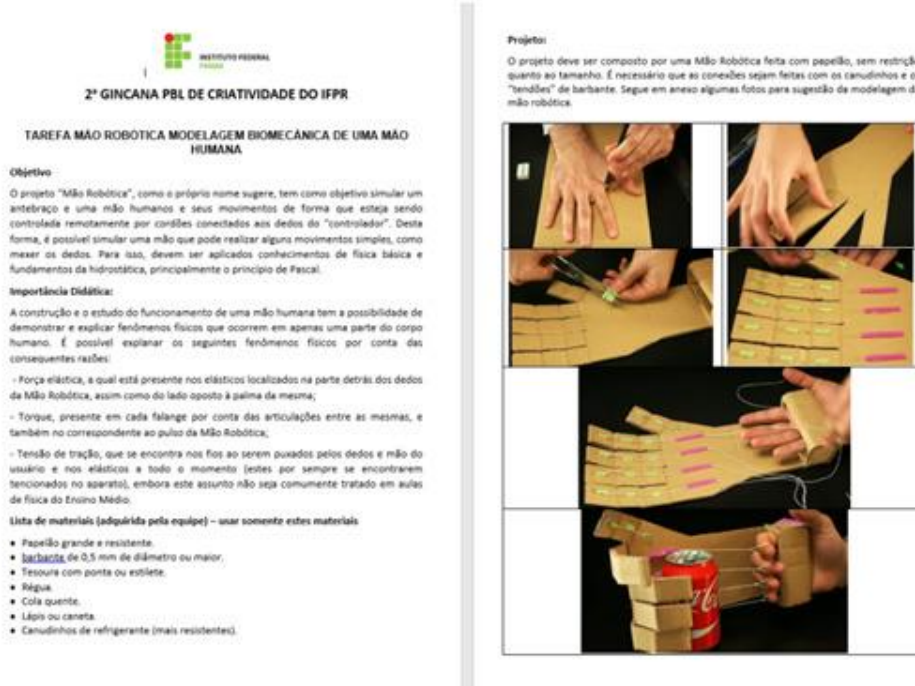 INSTITUTO FEDERAL
PARANÁ
2ª GINCANA PBL DE CRIATIVIDADE DO IFPR
TAREFA MÃO ROBÓTICA MODELAGEM BIOMECÂNICA DE UMA MÃO
HUMANA
Objetivo
O projeto "Mão Robótica", como o próprio nome sugere, tem como objetivo simular um
antebraço e uma mão humanos e seus movimentos de forma que esteja sendo
controlada remotamente por cordões conectados aos dedos do "controlador". Desta
forma, é possível simular uma mão que pode realizar alguns movimentos simples, como
mexer os dedos. Para isso, devem ser aplicados conhecimentos de física básica e
fundamentos da hidrostática, principalmente o princípio de Pascal.
Importância Didática:
A construção e o estudo do funcionamento de uma mão humana tem a possibilidade de
demonstrar e explicar fenômenos físicos que ocorrem em apenas uma parte do corpo
humano. É possível explanar os seguintes fenômenos físicos por conta das
consequentes razões:
- Força elástica, a qual está presente nos elásticos localizados na parte detrás dos dedos
da Mão Robótica, assim como do lado oposto à palma da mesma;
- Torque, presente em cada falange por conta das articulações entre as mesmas, e
também no correspondente ao pulso da Mão Robótica;
- Tensão de tração, que se encontra nos fios ao serem puxados pelos dedos e mão do
usuário e nos elásticos a todo o momento (estes por sempre se encontrarem
tencionados no aparato), embora este assunto não seja comumente tratado em aulas
de física do Ensino Médio.
Lista de materiais (adquirida pela equipe) – usar somente estes materiais
• Papelão grande e resistente.
• barbante de 0,5 mm de diâmetro ou maior.
• Tesoura com ponta ou estilete.
• Régua.
• Cola quente.
• Lápis ou caneta.
• Canudinhos de refrigerante (mais resistentes).
Projeto:
O projeto deve ser composto por uma Mão Robótica feita com papelão, sem restriçã
quanto ao tamanho. É necessário que as conexões sejam feitas com os canudinhos e o
"tendões" de barbante. Segue em anexo algumas fotos para sugestão da modelagem d
mão robótica.